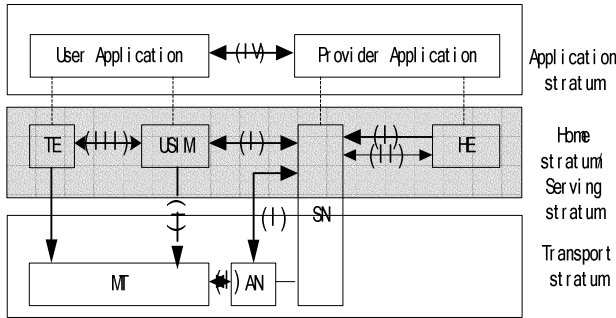 User Application
(IV)
Provider Application
Application
stratum
TE
(III)
USIM
(I)
(I)
(II)
HE
Home
stratum/
Serving
stratum
(I)
(I)
SN
Transport
stratum
MT
(I)
AN